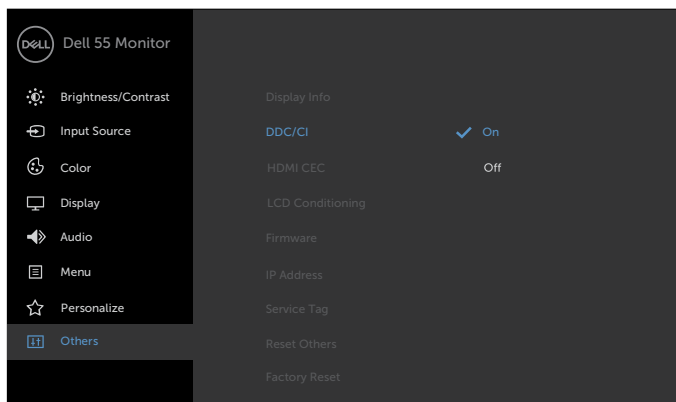 DELL Dell 55 Monitor
Brightness/Contrast Display Info
Input Source DDC/CI On
Color HDMI CEC Off
Display LCD Conditioning
Audio Firmware
Menu IP Address
Personalize Service Tag
Others Reset Others
Factory Reset